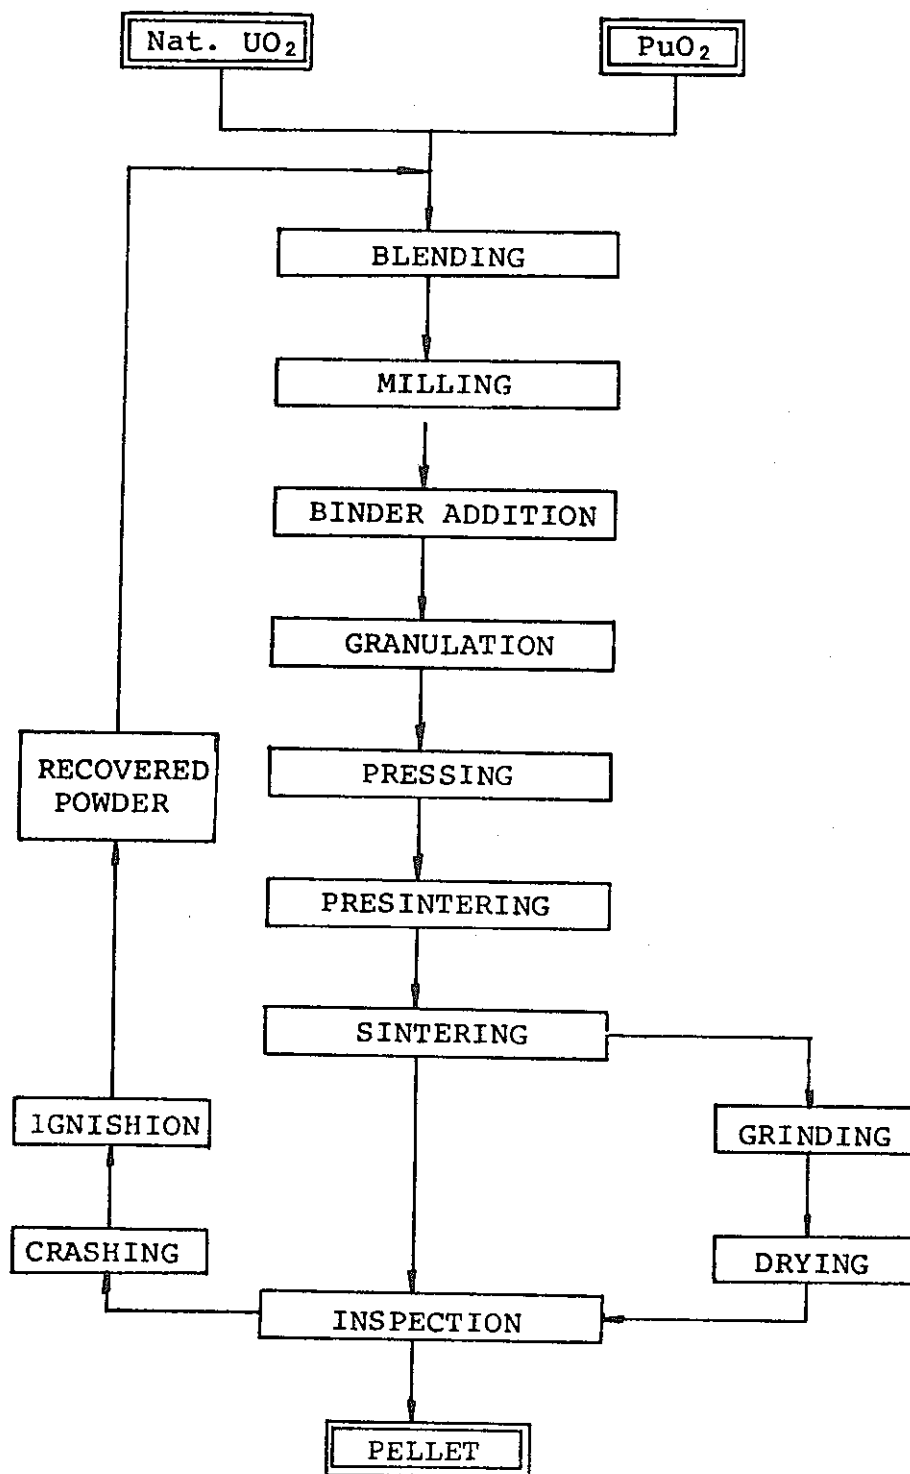 Nat. UO₂
PuO₂
BLENDING
MILLING
BINDER ADDITION
GRANULATION
PRESSING
RECOVERED
POWDER
PRESINTERING
SINTERING
IGNISHION
GRINDING
CRASHING
DRYING
INSPECTION
PELLET